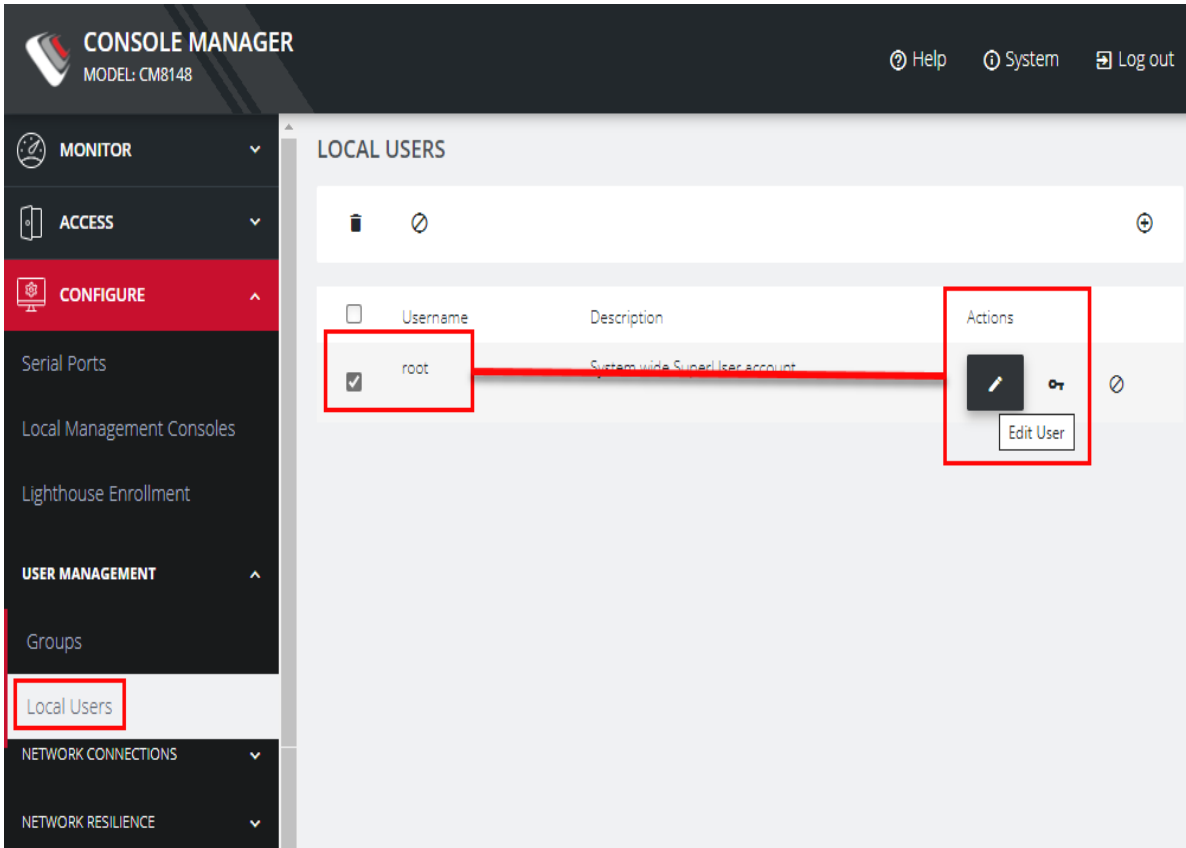 CONSOLE MANAGER
MODEL: CM8148
Help System Log out
MONITOR
ACCESS
CONFIGURE
Serial Ports
Local Management Consoles
Lighthouse Enrollment
USER MANAGEMENT
Groups
Local Users
NETWORK CONNECTIONS
NETWORK RESILIENCE
LOCAL USERS
Username Description Actions
root System wide SuperUser account
Edit User